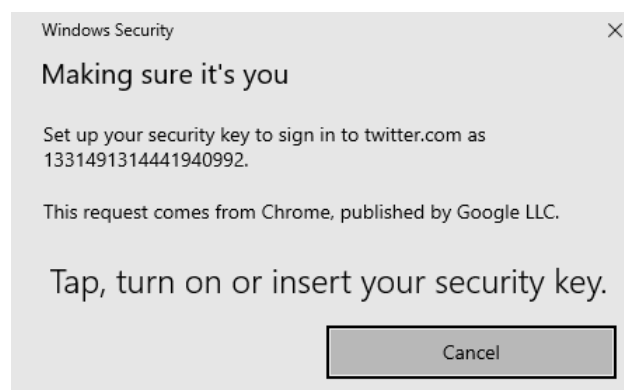 Windows Security
Making sure it's you
Set up your security key to sign in to twitter.com as
1331491314441940992.
This request comes from Chrome, published by Google LLC.
Tap, turn on or insert your security key.
Cancel